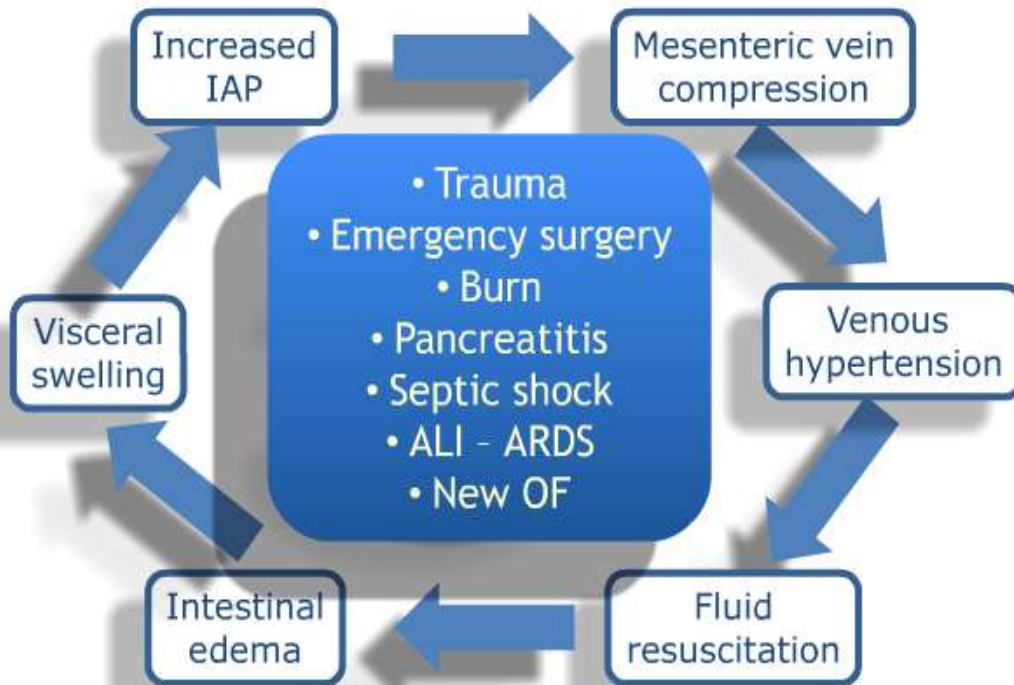 Increased
IAP
Mesenteric vein
compression
• Trauma
• Emergency surgery
• Burn
• Pancreatitis
• Septic shock
• ALI – ARDS
• New OF
Venous
hypertension
Fluid
resuscitation
Intestinal
edema
Visceral
swelling